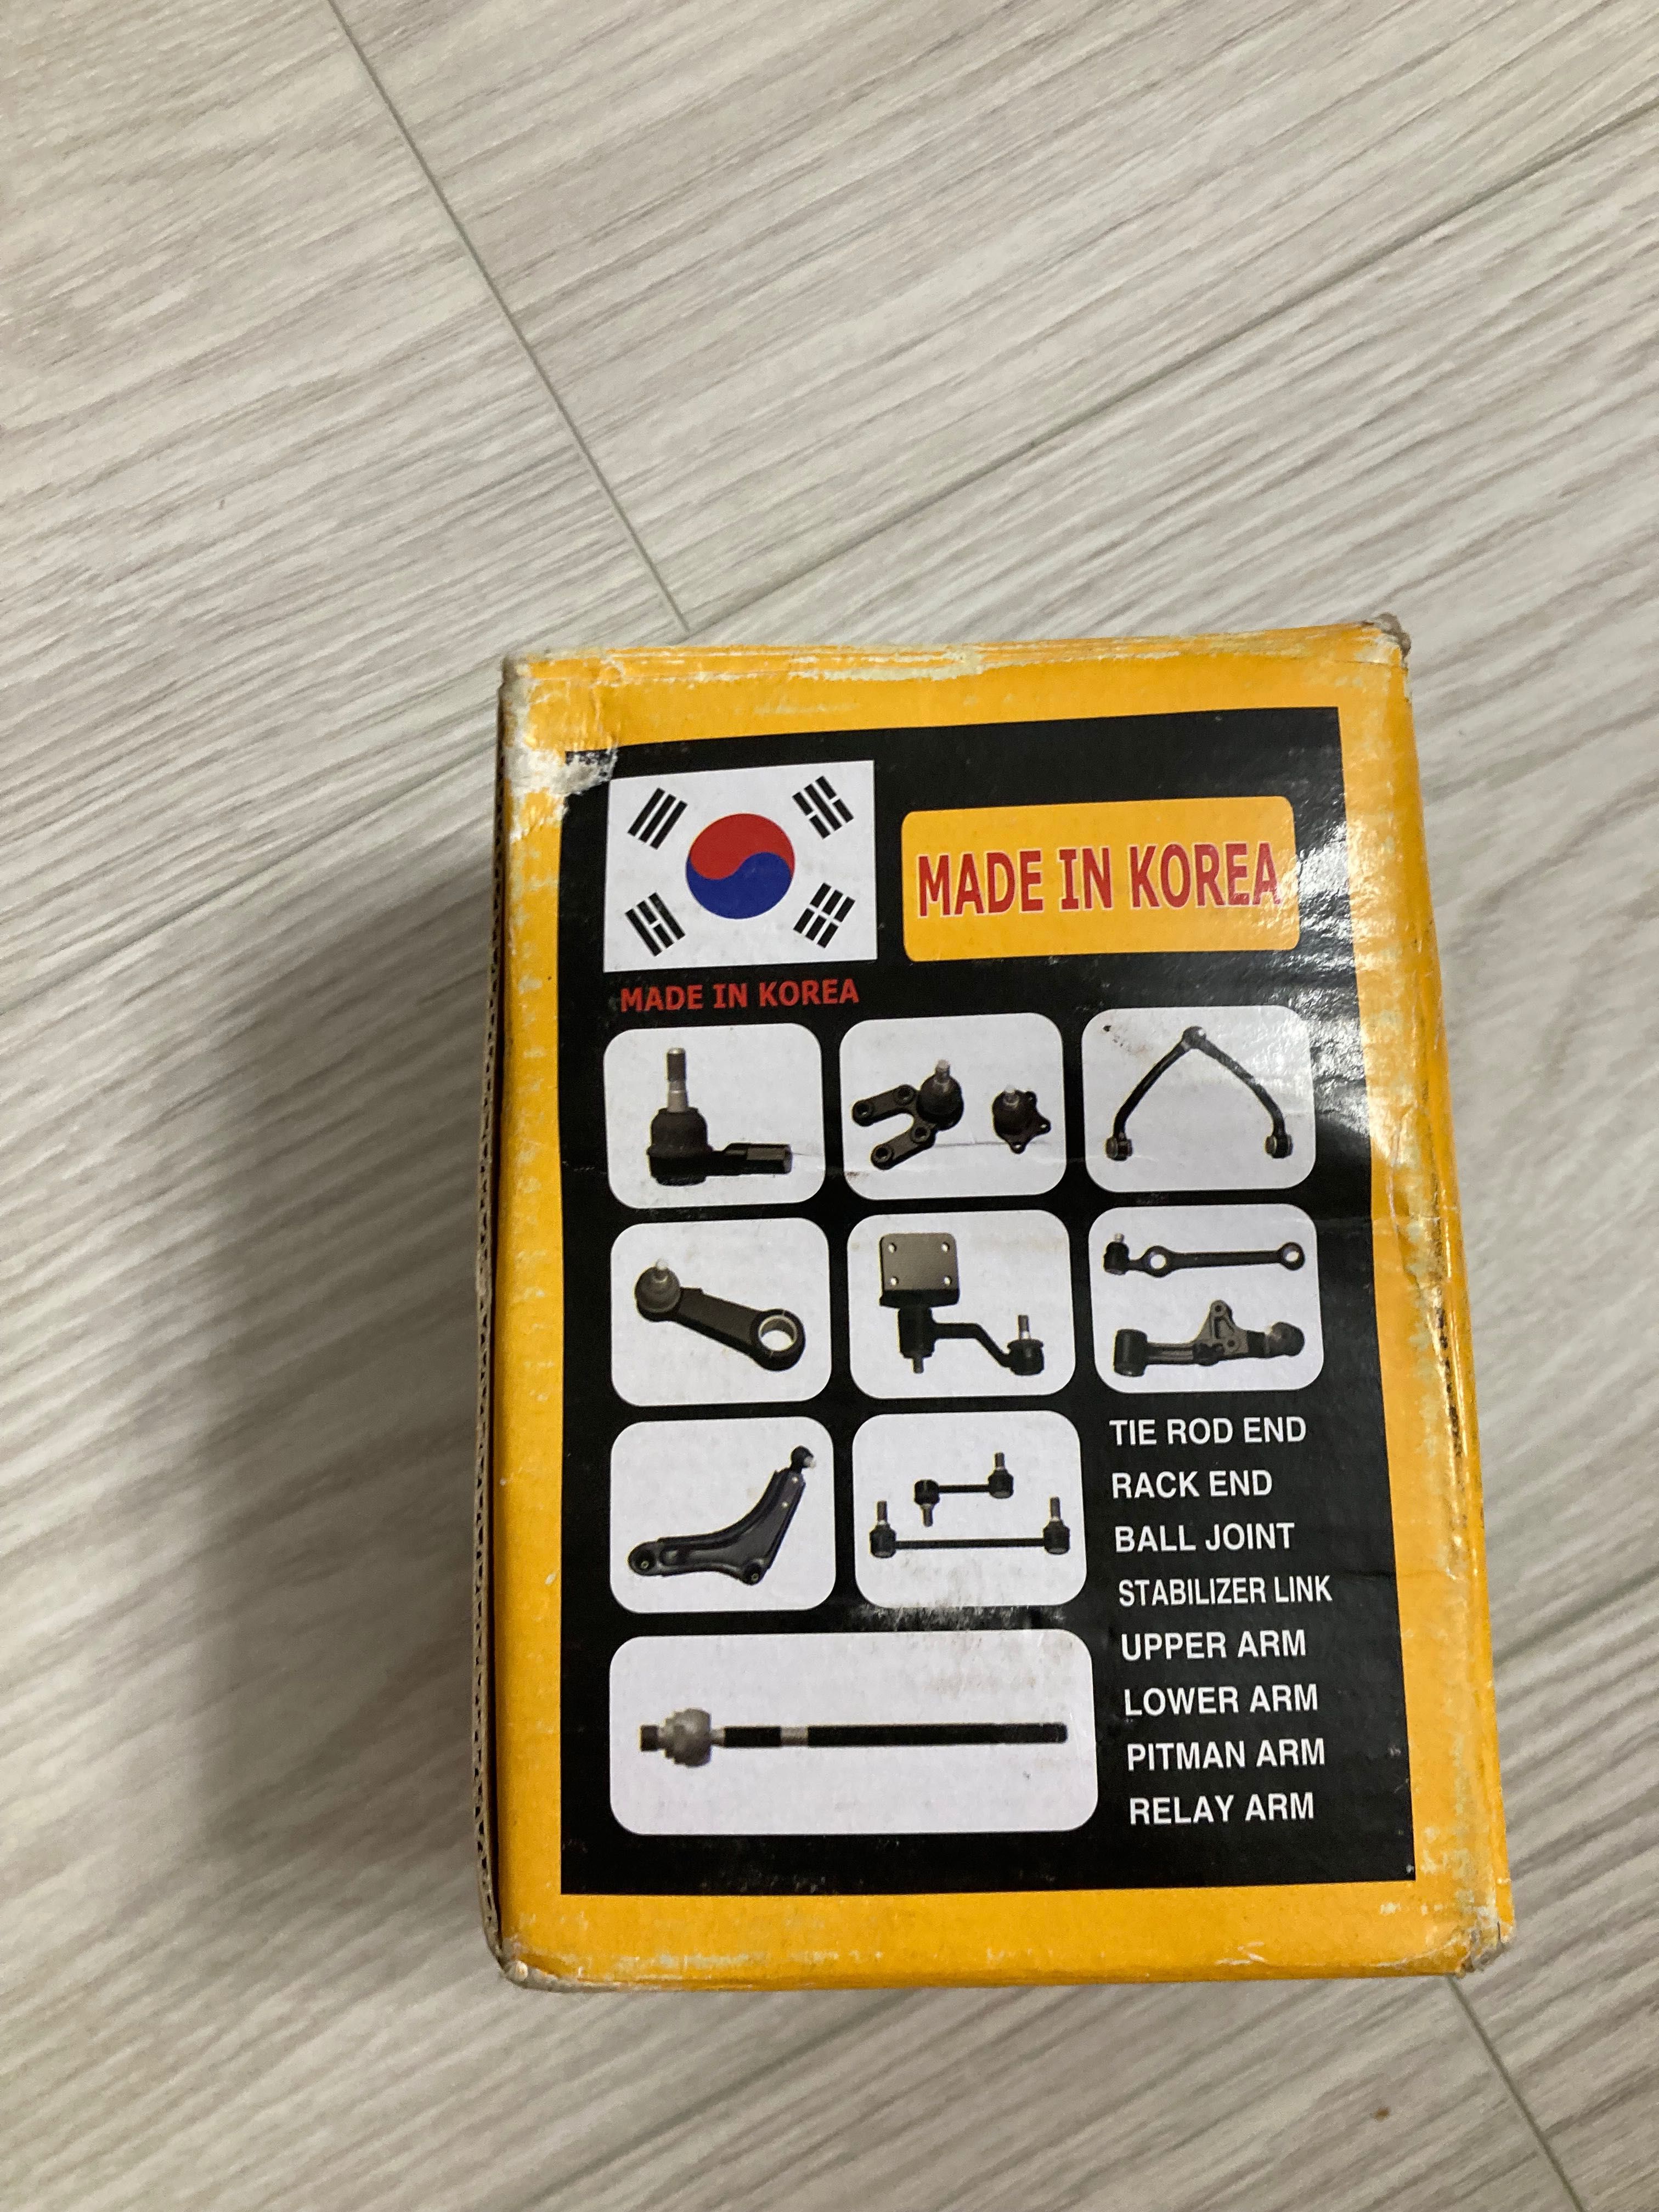 MADE IN KOREA
MADE IN KOREA
TIE ROD END
RACK END
BALL JOINT
STABILIZER LINK
UPPER ARM
LOWER ARM
PITMAN ARM
RELAY ARM